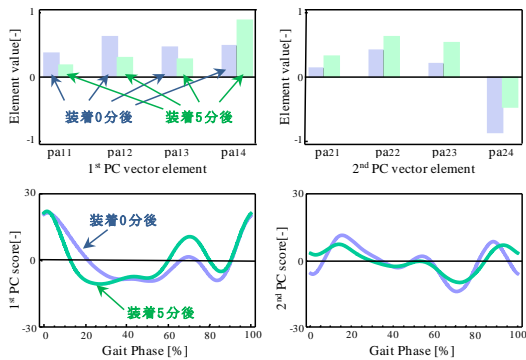 1
0
-1
Element value[-]
装着0分後
装着5分後
pa11 pa12 pa13 pa14
1st PC vector element
1
0
-1
Element value[-]
pa21 pa22 pa23 pa24
2nd PC vector element
30
0
-30
1st PC score[-]
装着0分後
装着5分後
0 20 40 60 80 100
Gait Phase [%]
30
0
-30
2nd PC score[-]
0 20 40 60 80 100
Gait Phase [%]